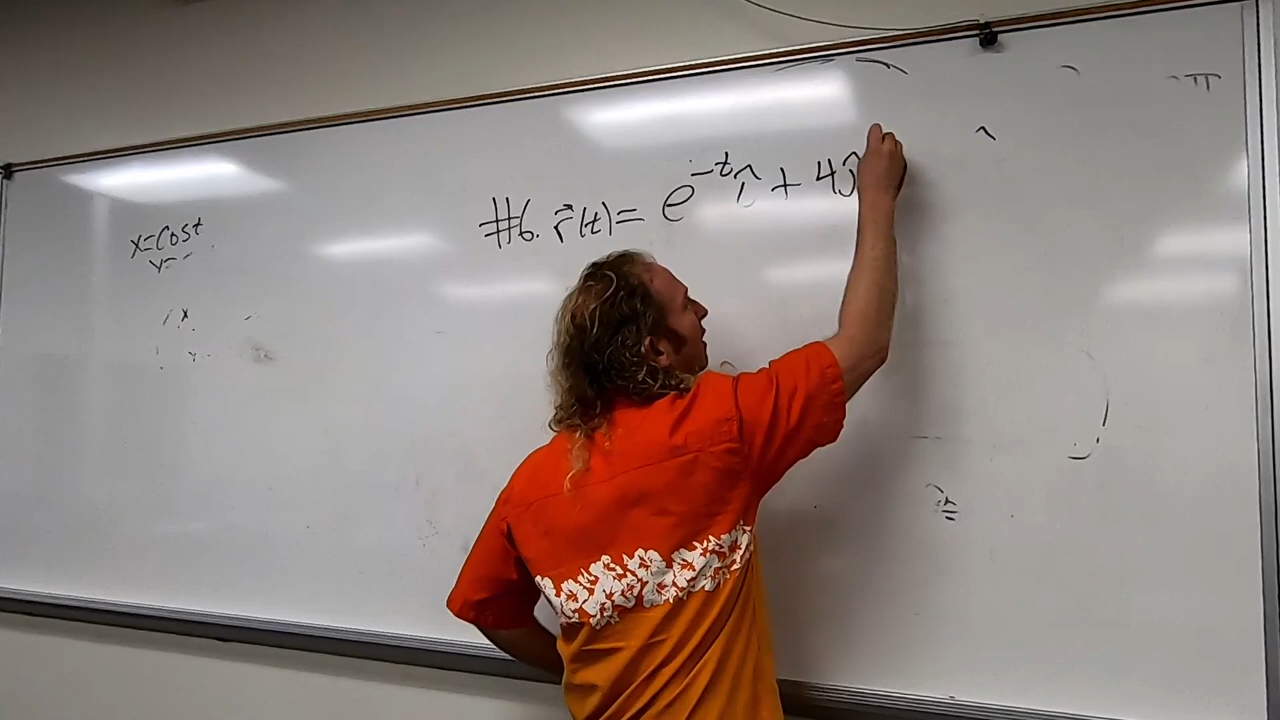 #6. r⃗(t) = e^{-t} î + 4ĵ
x=cost
y=
x
y
π